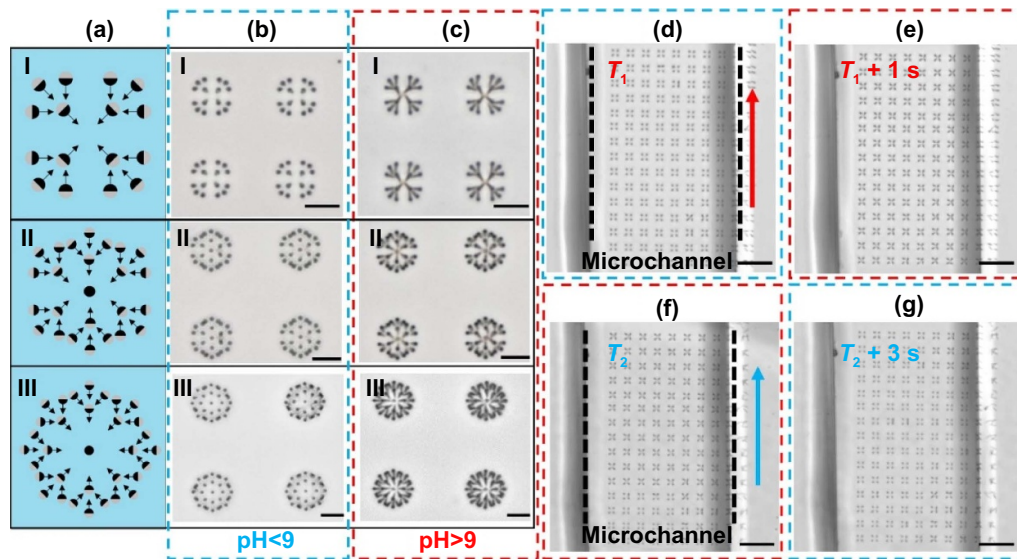 (a) (b) (c) (d) (e)
I I I
T1 T1 + 1 s
Microchannel
II II II
(f) (g)
T2 T2 + 3 s
III III III
Microchannel
pH<9 pH>9